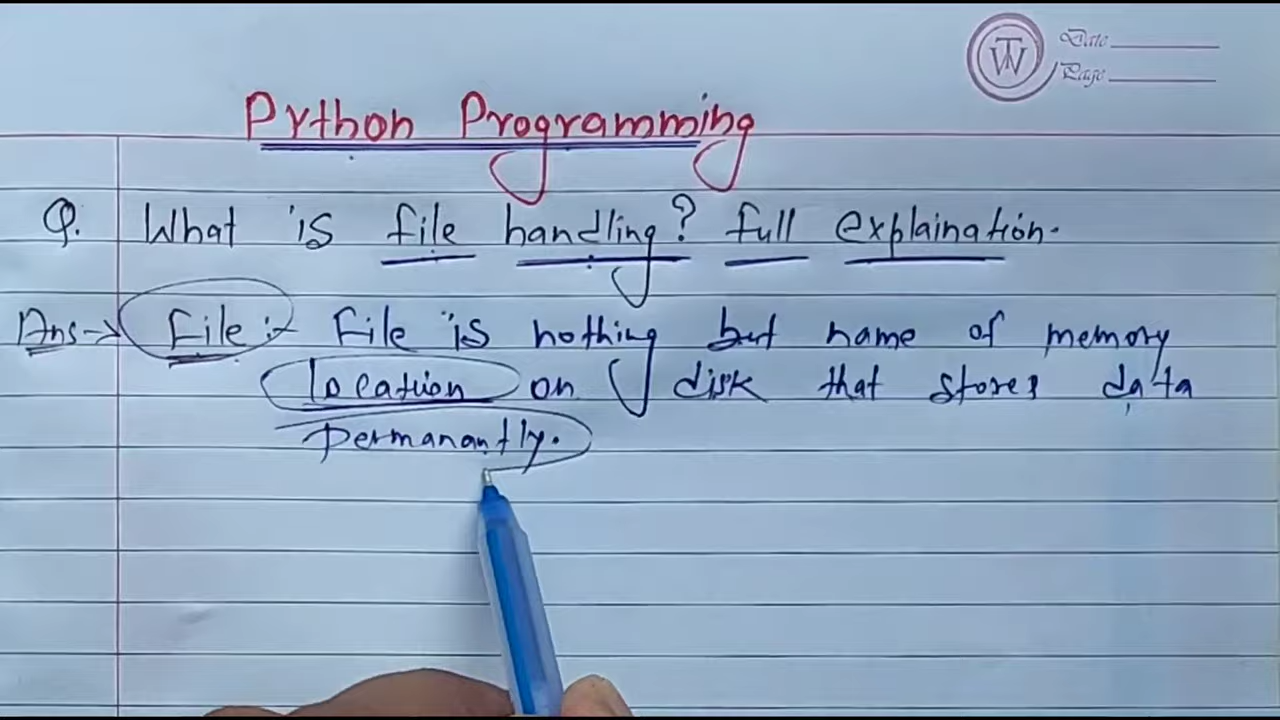 Date
Page
Python Programming
Q. What is file handling? full explaination.
Ans→ File:- File is nothing but name of memory
location on disk that stores data
permanantly.